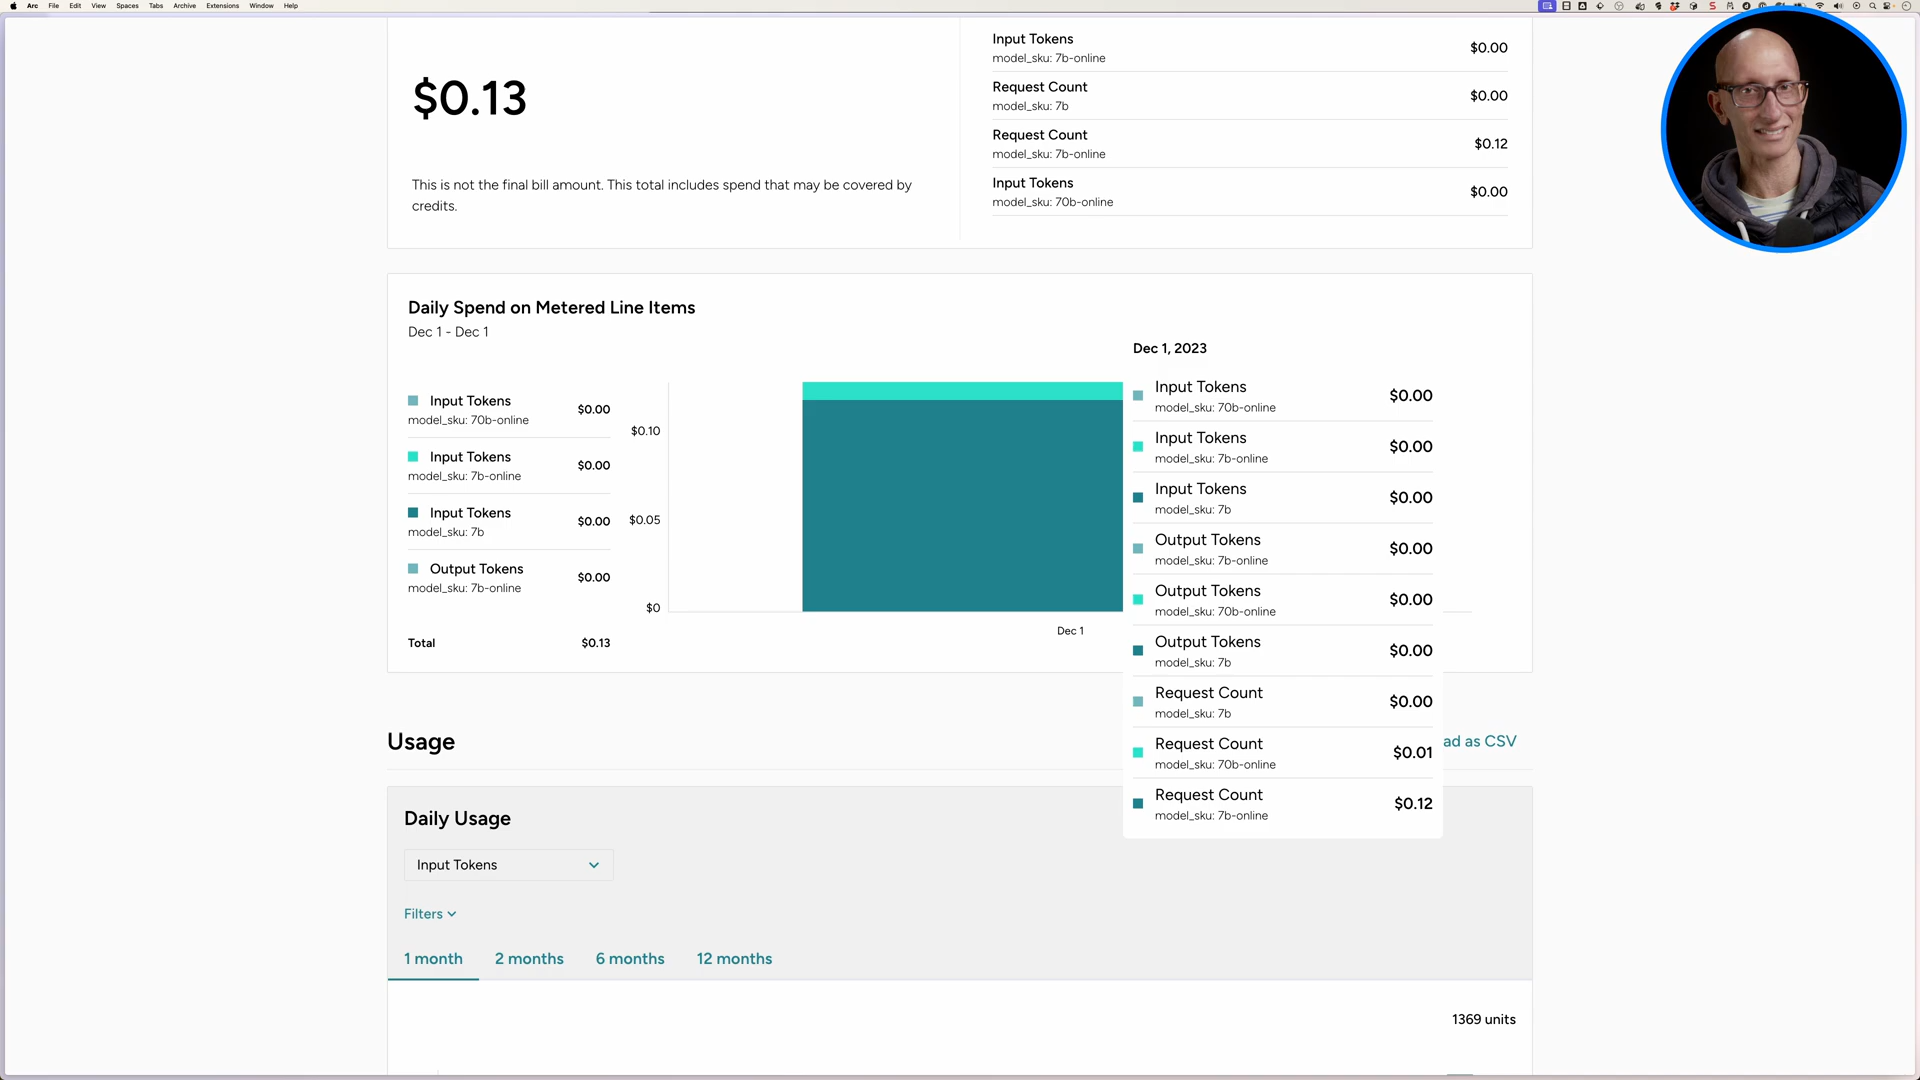 Arc File Edit View Spaces Tabs Archive Extensions Window Help
$0.13
This is not the final bill amount. This total includes spend that may be covered by
credits.
Input Tokens
model_sku: 7b-online
$0.00
Request Count
model_sku: 7b
$0.00
Request Count
model_sku: 7b-online
$0.12
Input Tokens
model_sku: 70b-online
$0.00
Daily Spend on Metered Line Items
Dec 1 - Dec 1
Input Tokens
model_sku: 70b-online
$0.00
Input Tokens
model_sku: 7b-online
$0.00
Input Tokens
model_sku: 7b
$0.00
Output Tokens
model_sku: 7b-online
$0.00
Total $0.13
$0.10
$0.05
$0
Dec 1
Dec 1, 2023
Input Tokens
model_sku: 70b-online
$0.00
Input Tokens
model_sku: 7b-online
$0.00
Input Tokens
model_sku: 7b
$0.00
Output Tokens
model_sku: 7b-online
$0.00
Output Tokens
model_sku: 70b-online
$0.00
Output Tokens
model_sku: 7b
$0.00
Request Count
model_sku: 7b
$0.00
Request Count
model_sku: 70b-online
$0.01
Request Count
model_sku: 7b-online
$0.12
Usage
ad as CSV
Daily Usage
Input Tokens
Filters
1 month 2 months 6 months 12 months
1369 units